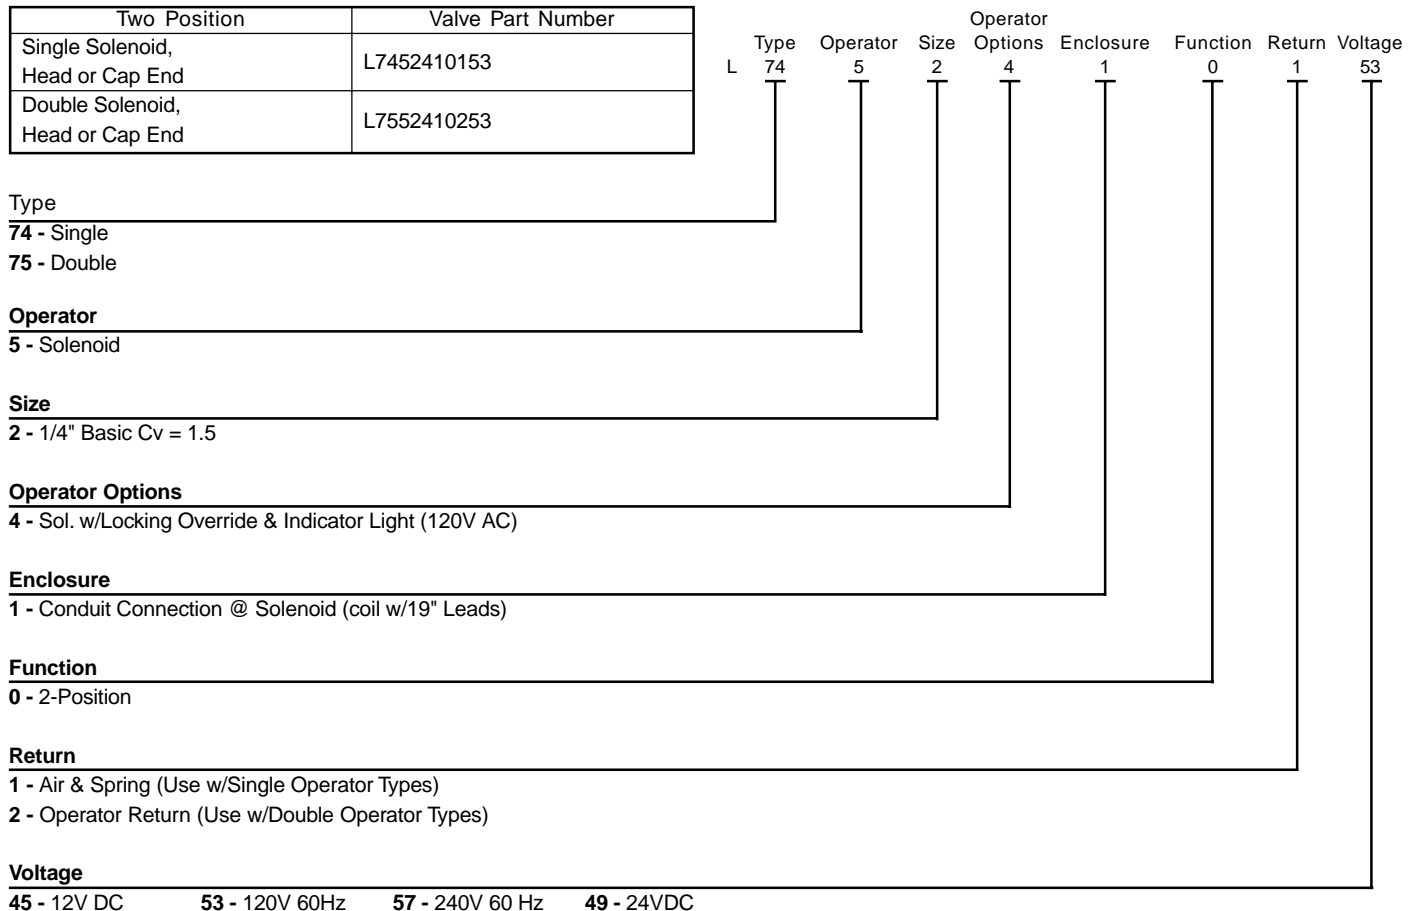 Two Position Valve Part Number
Single Solenoid,
Head or Cap End
L7452410153
Double Solenoid,
Head or Cap End
L7552410253
Operator
Type Operator Size Options Enclosure Function Return Voltage
L 74 5 2 4 1 0 1 53
Type
74 - Single
75 - Double
Operator
5 - Solenoid
Size
2 - 1/4" Basic Cv = 1.5
Operator Options
4 - Sol. w/Locking Override & Indicator Light (120V AC)
Enclosure
1 - Conduit Connection @ Solenoid (coil w/19" Leads)
Function
0 - 2-Position
Return
1 - Air & Spring (Use w/Single Operator Types)
2 - Operator Return (Use w/Double Operator Types)
Voltage
45 - 12V DC 53 - 120V 60Hz 57 - 240V 60 Hz 49 - 24VDC